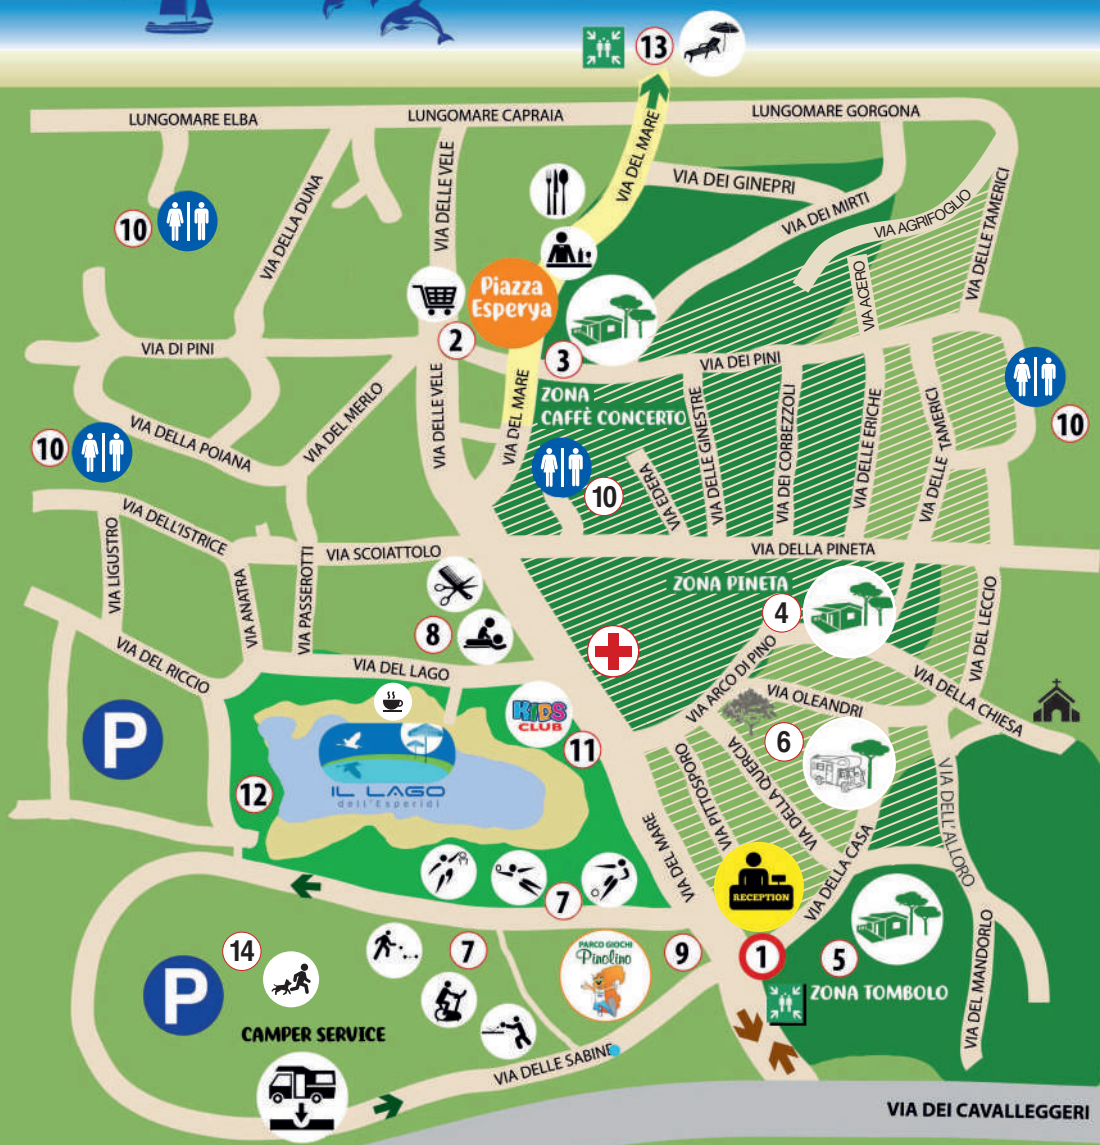 13
LUNGOMARE ELBA
LUNGOMARE CAPRAIA
LUNGOMARE GORGONA
VIA DEL MARE
VIA DELLE VELE
VIA DEI GINEPRI
VIA DEI MIRTI
VIA AGRIFOGLIO
VIA DELLE TAMERICI
10
VIA DELLA DUNA
Piazza
Esperya
VIA ACERO
2
3
VIA DI PINI
VIA DEI PINI
ZONA
CAFFÈ CONCERTO
VIA DEL MERLO
VIA DELLE VELE
VIA DEL MARE
VIA DELLE GINESTRE
VIA DEI CORBEZZOLI
VIA DELLE ERICHE
VIA DELLE TAMERICI
10
10
VIA DELLA POIANA
10
VIA EDERA
VIA DELL'ISTRICE
VIA LIGUSTRO
VIA ANATRA
VIA PASSEROTTI
VIA SCOIATTOLO
VIA DELLA PINETA
ZONA PINETA
4
8
VIA DEL LECCIO
VIA DEL RICCIO
VIA DEL LAGO
VIA ARCO DI PINO
VIA OLEANDRI
VIA DELLA CHIESA
P
KIDS
CLUB
11
6
IL LAGO
dell'Esperidi
12
VIA PITTOSPORO
VIA DELLA QUERCIA
VIA DELL'ALLORO
VIA DEL MARE
VIA DELLA CASA
RECEPTION
7
14
7
PARCO GIOCHI
Pinolino
9
1
5
ZONA TOMBOLO
VIA DEL MANDORLO
P
CAMPER SERVICE
VIA DELLE SABINE
VIA DEI CAVALLEGGERI